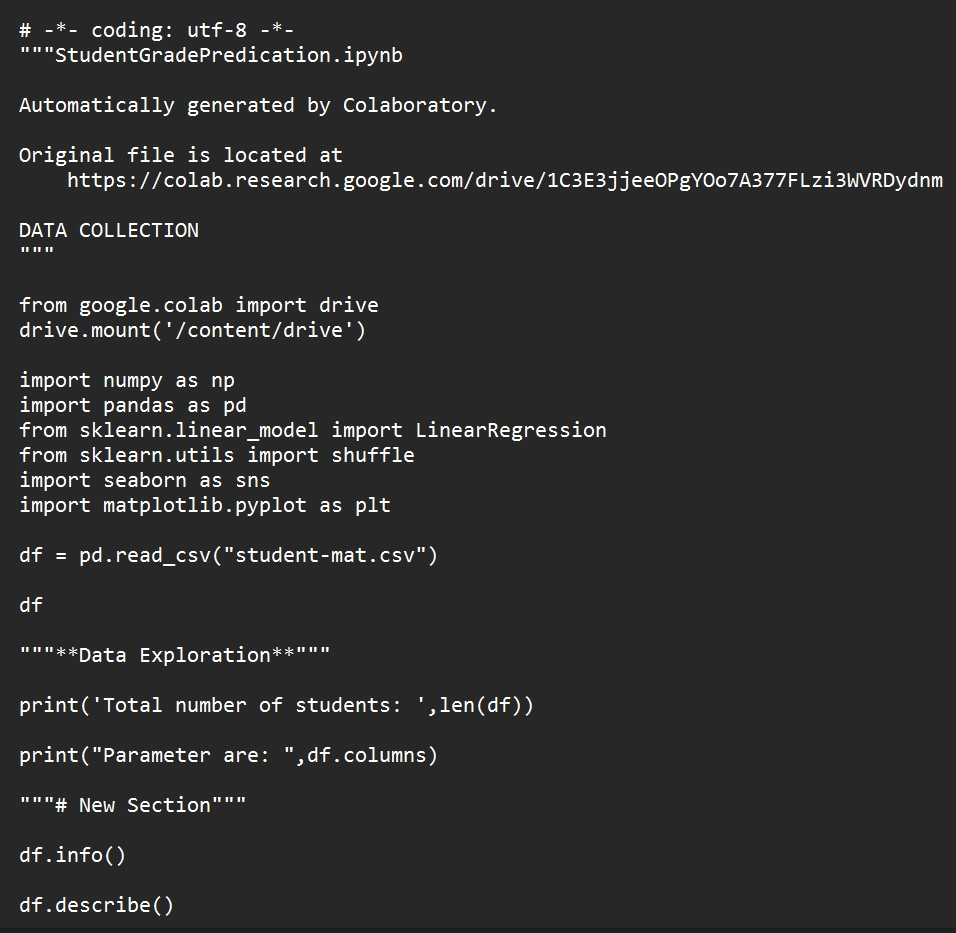 # -*- coding: utf-8 -*-
"""StudentGradePredication.ipynb
Automatically generated by Colaboratory.
Original file is located at
    https://colab.research.google.com/drive/1C3E3jjeeOPgYOo7A377FLzi3WVRDydnm
DATA COLLECTION
"""
from google.colab import drive
drive.mount('/content/drive')
import numpy as np
import pandas as pd
from sklearn.linear_model import LinearRegression
from sklearn.utils import shuffle
import seaborn as sns
import matplotlib.pyplot as plt
df = pd.read_csv("student-mat.csv")
df
"""**Data Exploration**"""
print('Total number of students: ',len(df))
print("Parameter are: ",df.columns)
"""# New Section"""
df.info()
df.describe()